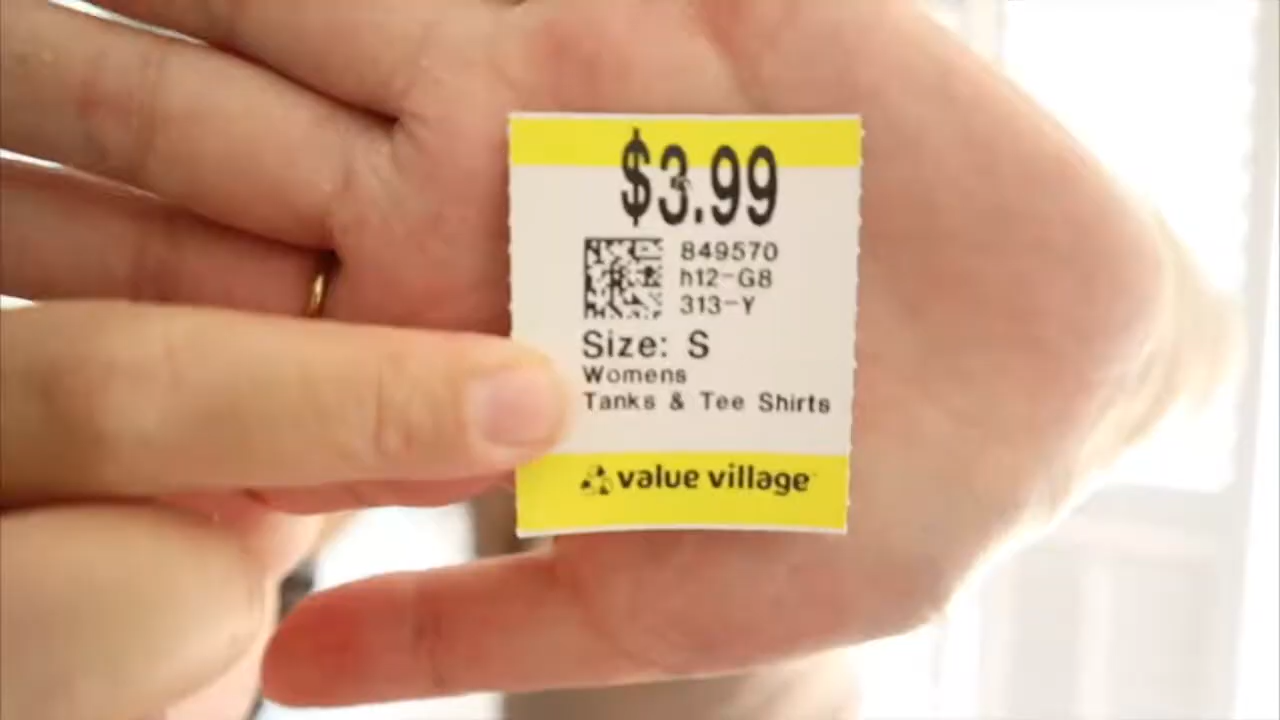 $3.99
849570
h12-G8
313-Y
Size: S
Womens
Tanks & Tee Shirts
value village